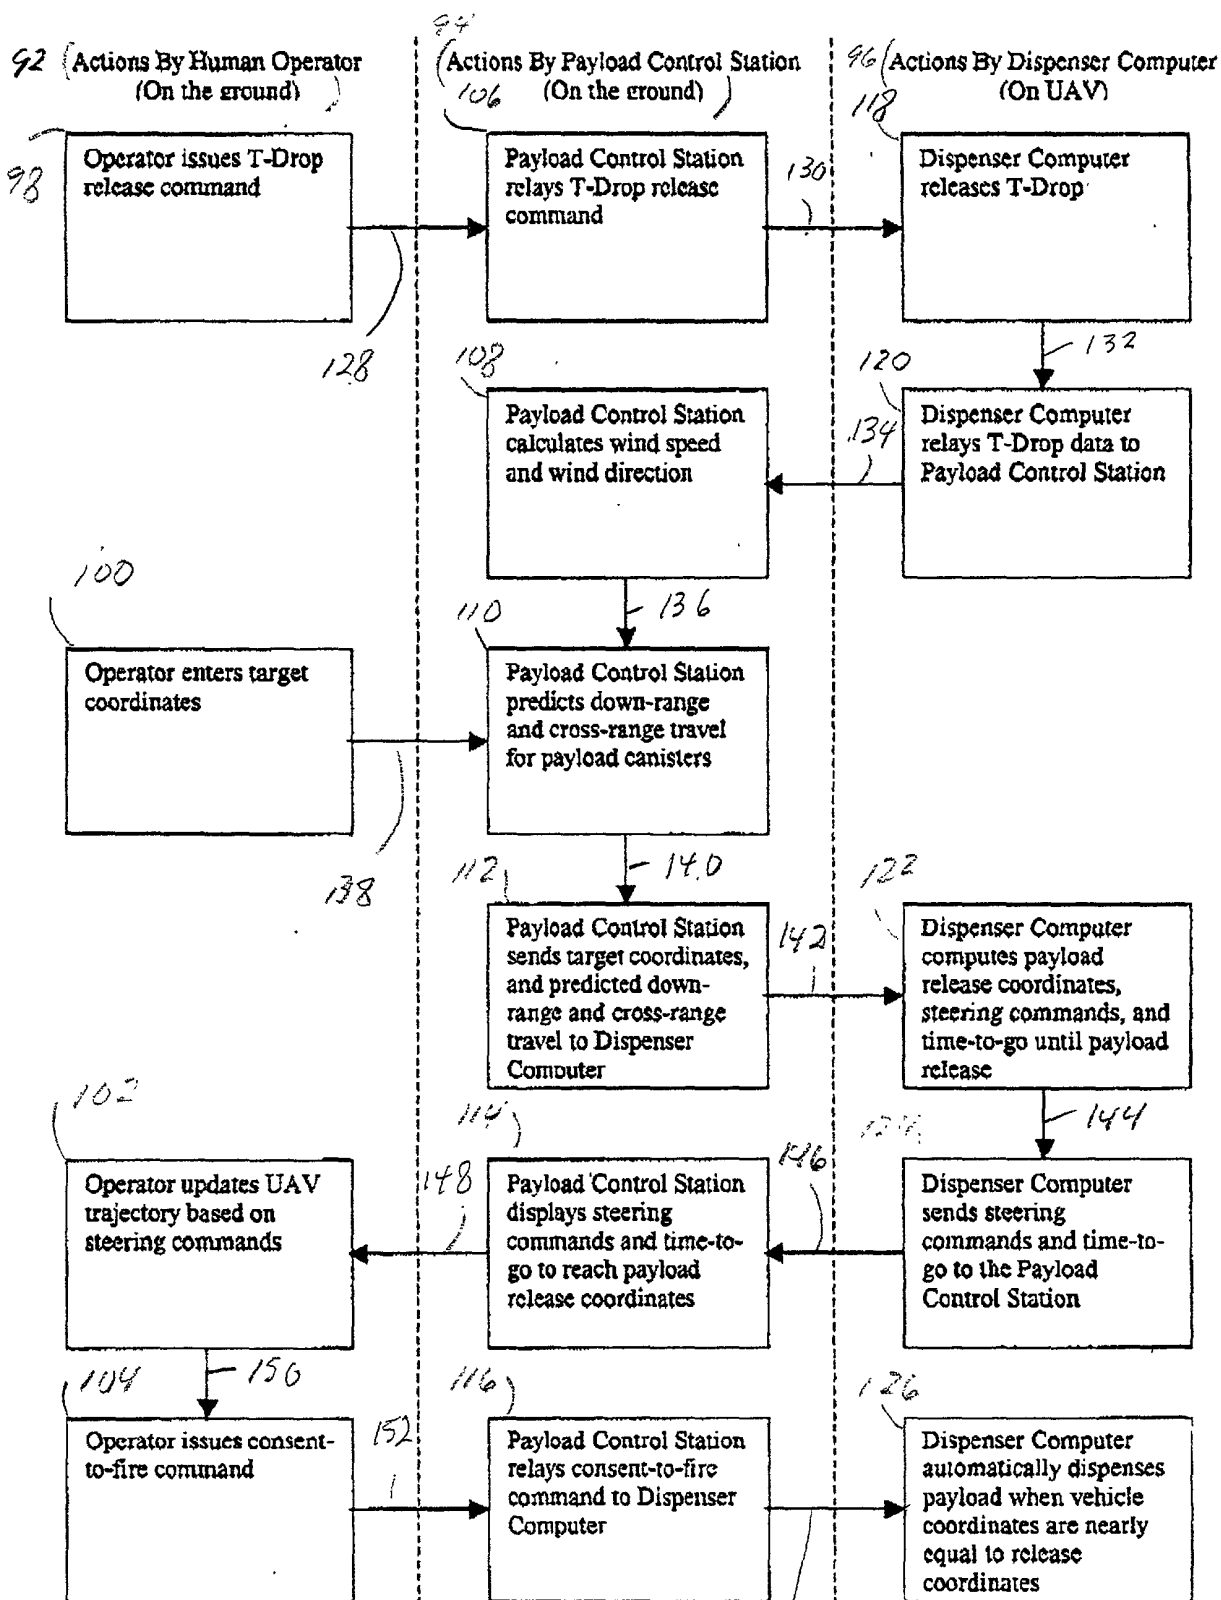 94
92 (Actions By Human Operator
(On the ground)
(Actions By Payload Control Station
(On the ground)
96 (Actions By Dispenser Computer
(On UAV)
98
Operator issues T-Drop
release command
128
106
Payload Control Station
relays T-Drop release
command
130
118
Dispenser Computer
releases T-Drop
132
108
Payload Control Station
calculates wind speed
and wind direction
134
120
Dispenser Computer
relays T-Drop data to
Payload Control Station
136
100
Operator enters target
coordinates
138
110
Payload Control Station
predicts down-range
and cross-range travel
for payload canisters
140
112
Payload Control Station
sends target coordinates,
and predicted down-
range and cross-range
travel to Dispenser
Computer
142
122
Dispenser Computer
computes payload
release coordinates,
steering commands, and
time-to-go until payload
release
144
102
Operator updates UAV
trajectory based on
steering commands
148
114
Payload Control Station
displays steering
commands and time-to-
go to reach payload
release coordinates
146
124
Dispenser Computer
sends steering
commands and time-to-
go to the Payload
Control Station
150
104
Operator issues consent-
to-fire command
152
116
Payload Control Station
relays consent-to-fire
command to Dispenser
Computer
126
Dispenser Computer
automatically dispenses
payload when vehicle
coordinates are nearly
equal to release
coordinates